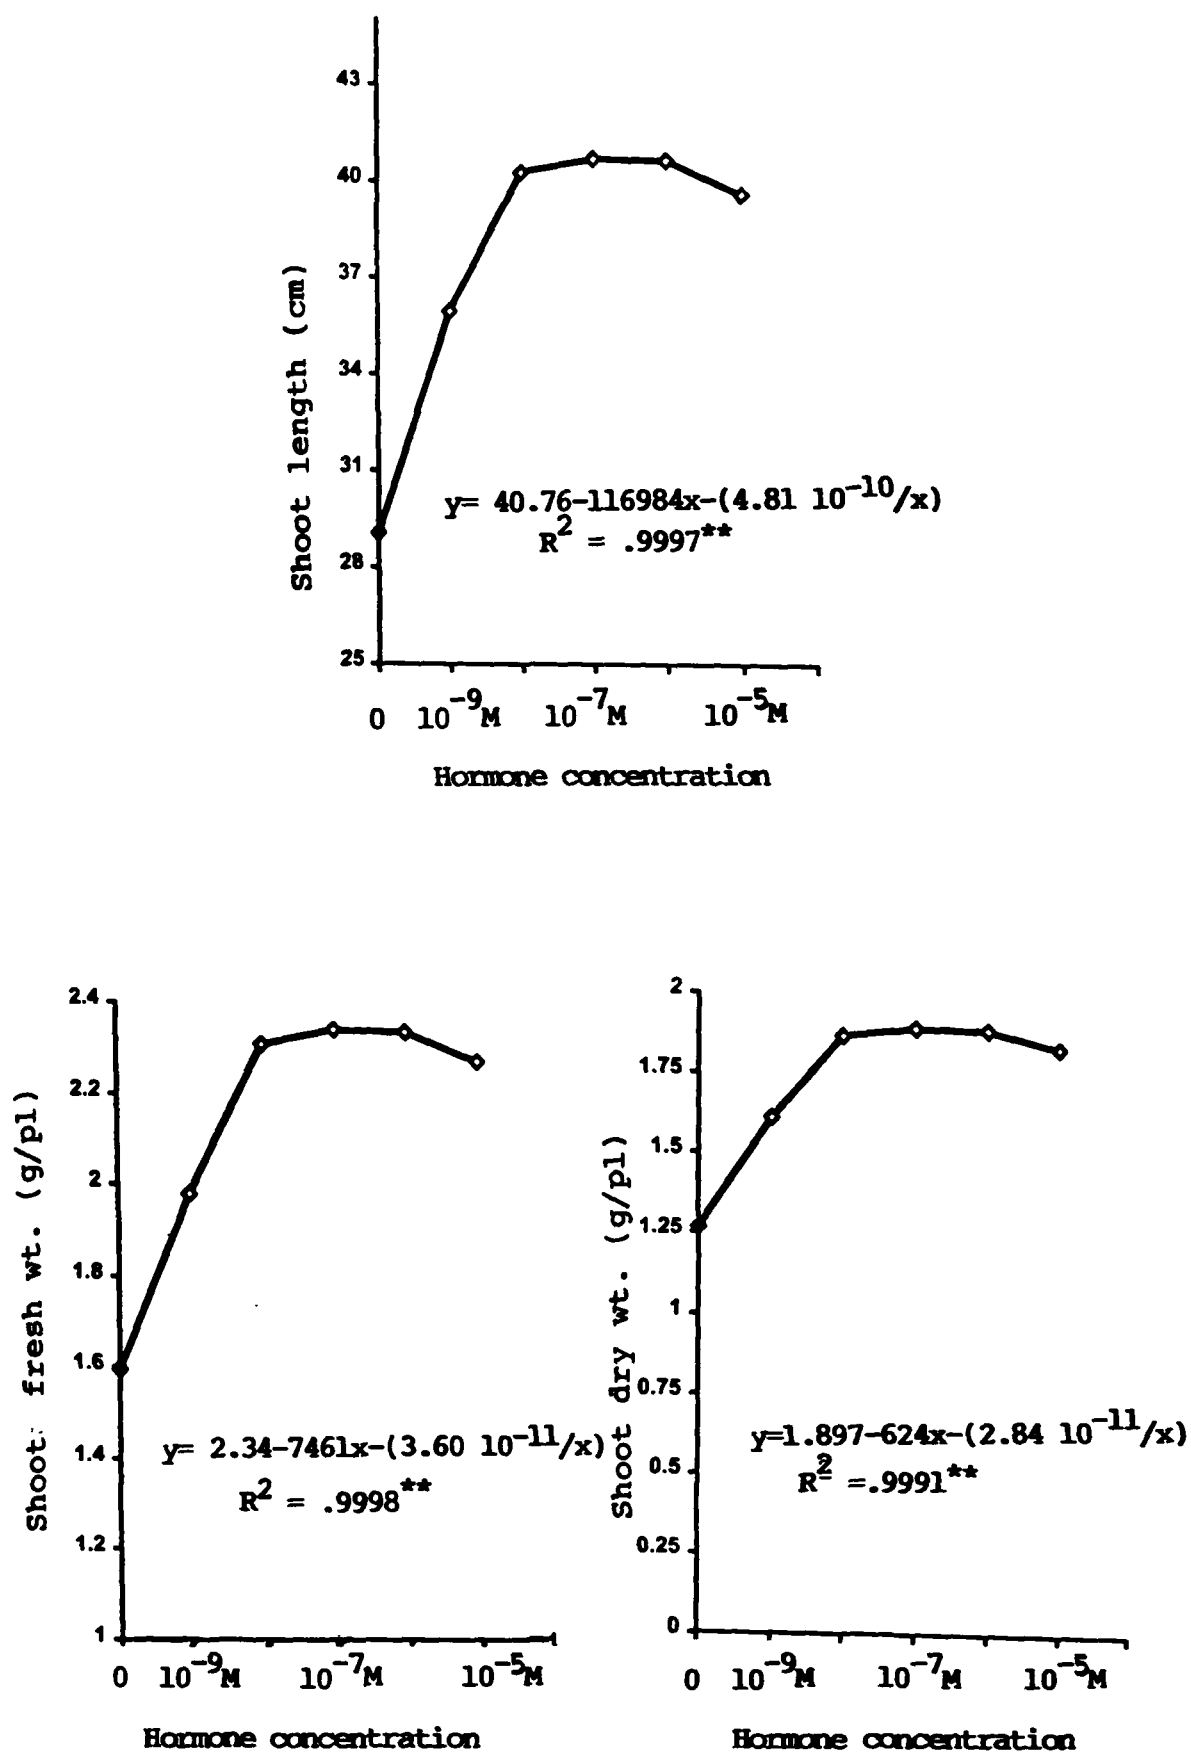 43
40
37
34
31
28
25
Shoot length (cm)
y= 40.76-116984x-(4.81 10^-10/x)
R^2 = .9997**
0 10^-9M 10^-7M 10^-5M
Hormone concentration
2.4
2.2
2
1.8
1.6
1.4
1.2
1
Shoot fresh wt. (g/pl)
y= 2.34-7461x-(3.60 10^-11/x)
R^2 = .9998**
0 10^-9M 10^-7M 10^-5M
Hormone concentration
2
1.75
1.5
1.25
1
0.75
0.5
0.25
0
Shoot dry wt. (g/pl)
y=1.897-624x-(2.84 10^-11/x)
R^2 =.9991**
0 10^-9M 10^-7M 10^-5M
Hormone concentration